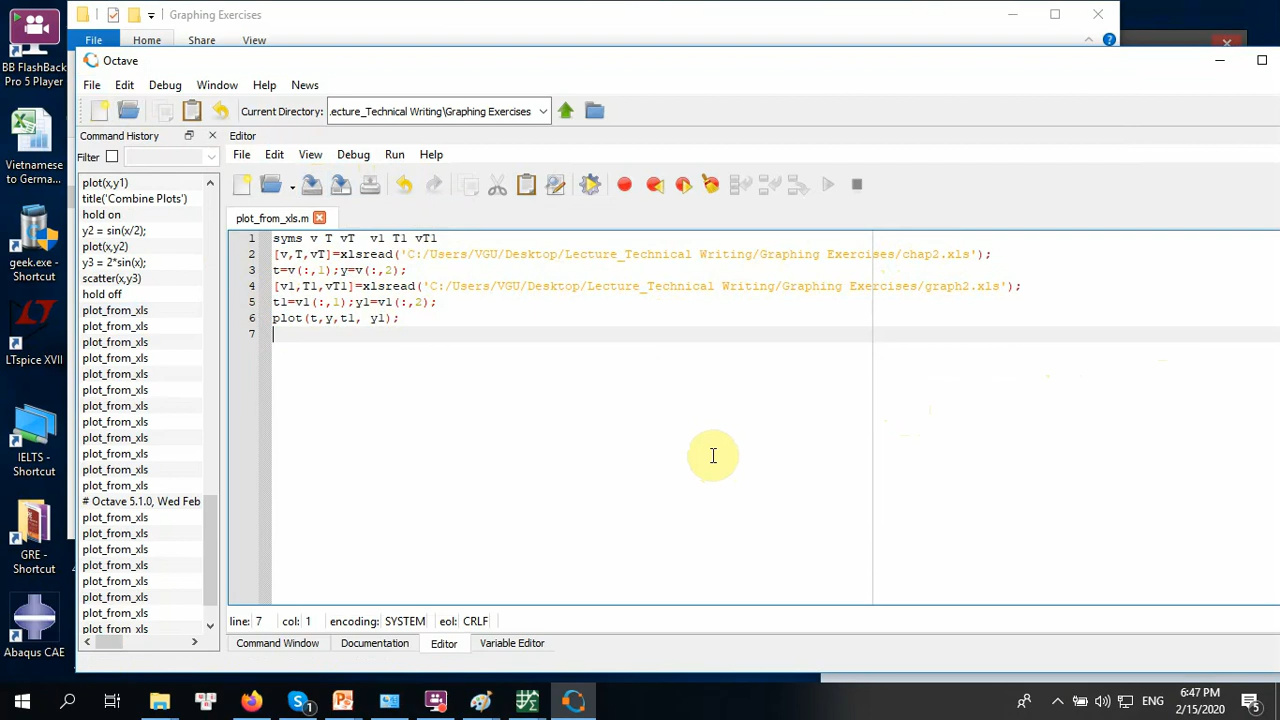 Graphing Exercises
File Home Share View
BB FlashBack
Pro 5 Player
Octave
File Edit Debug Window Help News
Current Directory: ecture_Technical Writing\Graphing Exercises
Command History
Editor
Filter
File Edit View Debug Run Help
Vietnamese
to Germa...
plot(x,y1)
title('Combine Plots')
hold on
y2 = sin(x/2);
plot(x,y2)
y3 = 2*sin(x);
scatter(x,y3)
hold off
plot_from_xls
plot_from_xls
plot_from_xls
plot_from_xls
plot_from_xls
plot_from_xls
plot_from_xls
plot_from_xls
plot_from_xls
plot_from_xls
plot_from_xls
plot_from_xls
# Octave 5.1.0, Wed Feb
plot_from_xls
plot_from_xls
plot_from_xls
plot_from_xls
plot_from_xls
plot_from_xls
plot_from_xls
plot_from_xls
plot_from_xls.m
1 syms v T vT v1 T1 vT1
2 [v,T,vT]=xlsread('C:/Users/VGU/Desktop/Lecture_Technical Writing/Graphing Exercises/chap2.xls');
3 t=v(:,1);y=v(:,2);
4 [v1,T1,vT1]=xlsread('C:/Users/VGU/Desktop/Lecture_Technical Writing/Graphing Exercises/graph2.xls');
5 t1=v1(:,1);y1=v1(:,2);
6 plot(t,y,t1, y1);
7
geek.exe -
Shortcut
LTspice XVII
IELTS -
Shortcut
GRE -
Shortcut
Abaqus CAE
line: 7 col: 1 encoding: SYSTEM eol: CRLF
Command Window Documentation Editor Variable Editor
1
ENG
6:47 PM
2/15/2020
5